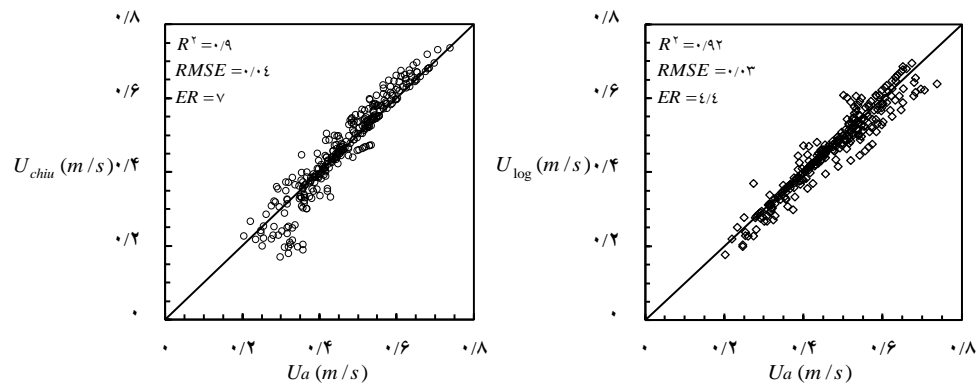 ۰/۸
R² =۰/۹
RMSE =۰/۰٤
ER =۷
۰/۶
U_chiu (m / s)
۰/۴
۰/۲
۰
۰ ۰/۲ ۰/۴ ۰/۶ ۰/۸
Ua (m / s)
۰/۸
R² =۰/۹۲
RMSE =۰/۰۳
ER =٤/٤
۰/۶
U_log (m / s)
۰/۴
۰/۲
۰
۰ ۰/۲ ۰/۴ ۰/۶ ۰/۸
Ua (m / s)